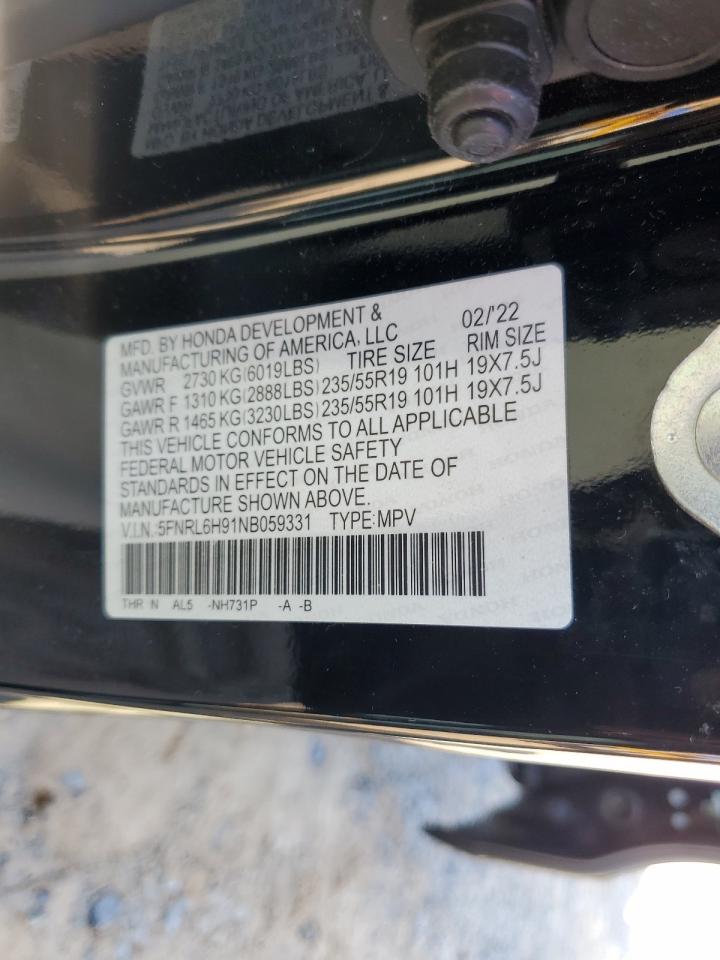 MFD. BY HONDA DEVELOPMENT & 02/'22
MANUFACTURING OF AMERICA, LLC RIM SIZE
GVWR 2730 KG(6019LBS) TIRE SIZE
GAWR F 1310 KG(2888LBS) 235/55R19 101H 19X7.5J
GAWR R 1465 KG(3230LBS) 235/55R19 101H 19X7.5J
THIS VEHICLE CONFORMS TO ALL APPLICABLE
FEDERAL MOTOR VEHICLE SAFETY
STANDARDS IN EFFECT ON THE DATE OF
MANUFACTURE SHOWN ABOVE.
V.I.N.:5FNRL6H91NB059331 TYPE:MPV
THR N AL5 -NH731P -A -B